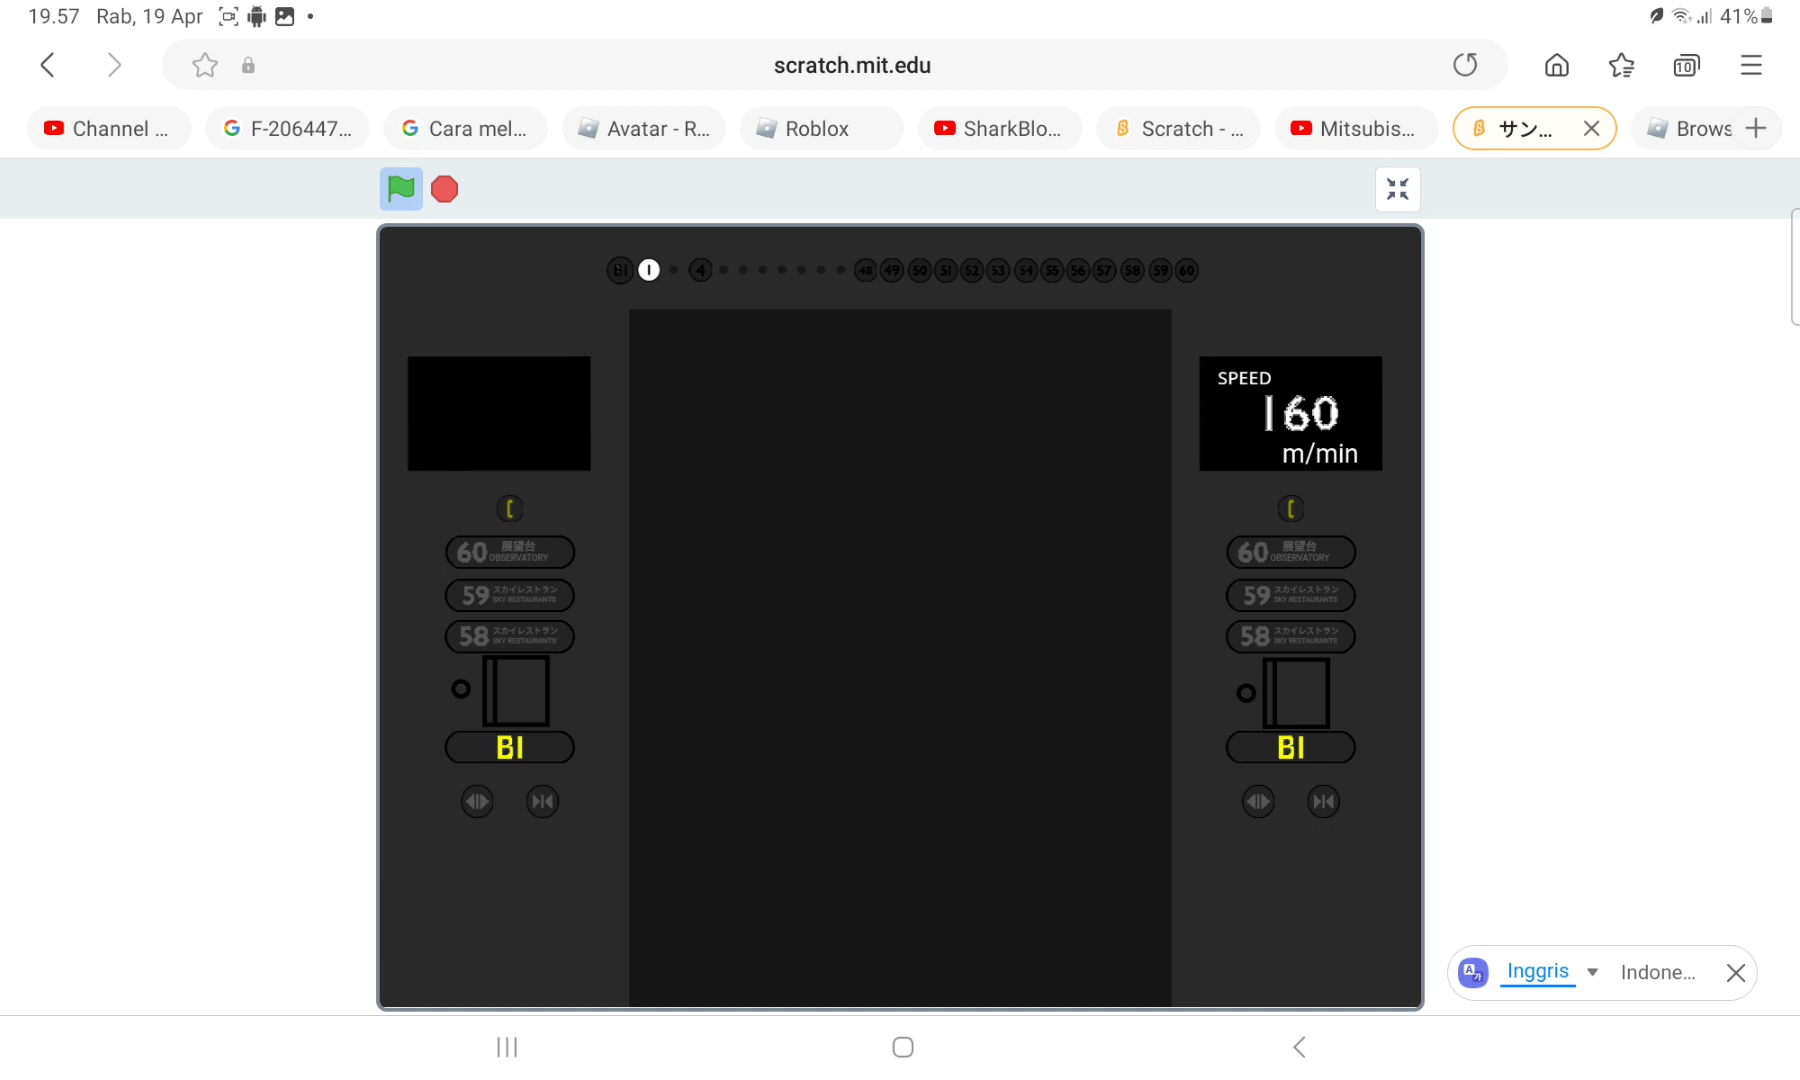 19.57 Rab, 19 Apr
41%
scratch.mit.edu
10
Channel ...
F-206447...
Cara mel...
Avatar - R...
Roblox
SharkBlo...
Scratch - ...
Mitsubis...
サン...
Brows
B1 1 4 48 49 50 51 52 53 54 55 56 57 58 59 60
SPEED
160
m/min
60 展望台
OBSERVATORY
59 スカイレストラン
SKY RESTAURANTS
58 スカイレストラン
SKY RESTAURANTS
B1
60 展望台
OBSERVATORY
59 スカイレストラン
SKY RESTAURANTS
58 スカイレストラン
SKY RESTAURANTS
B1
Inggris
Indone...